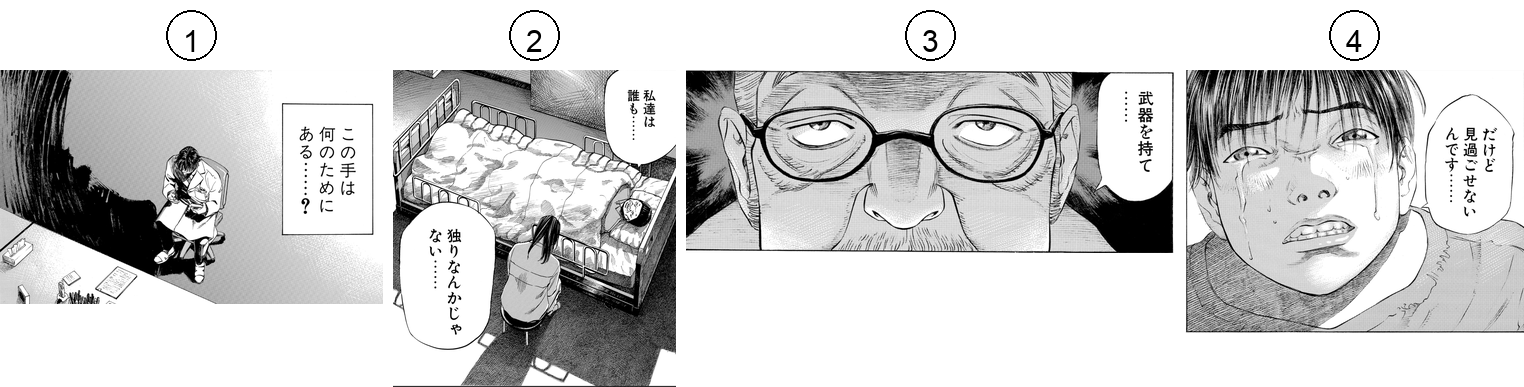 1
この手は
何のために
ある……?
2
私達は
誰も……
独りなんかじゃ
ない……
3
武器を持て
……
4
だけど
見過ごせない
んです……